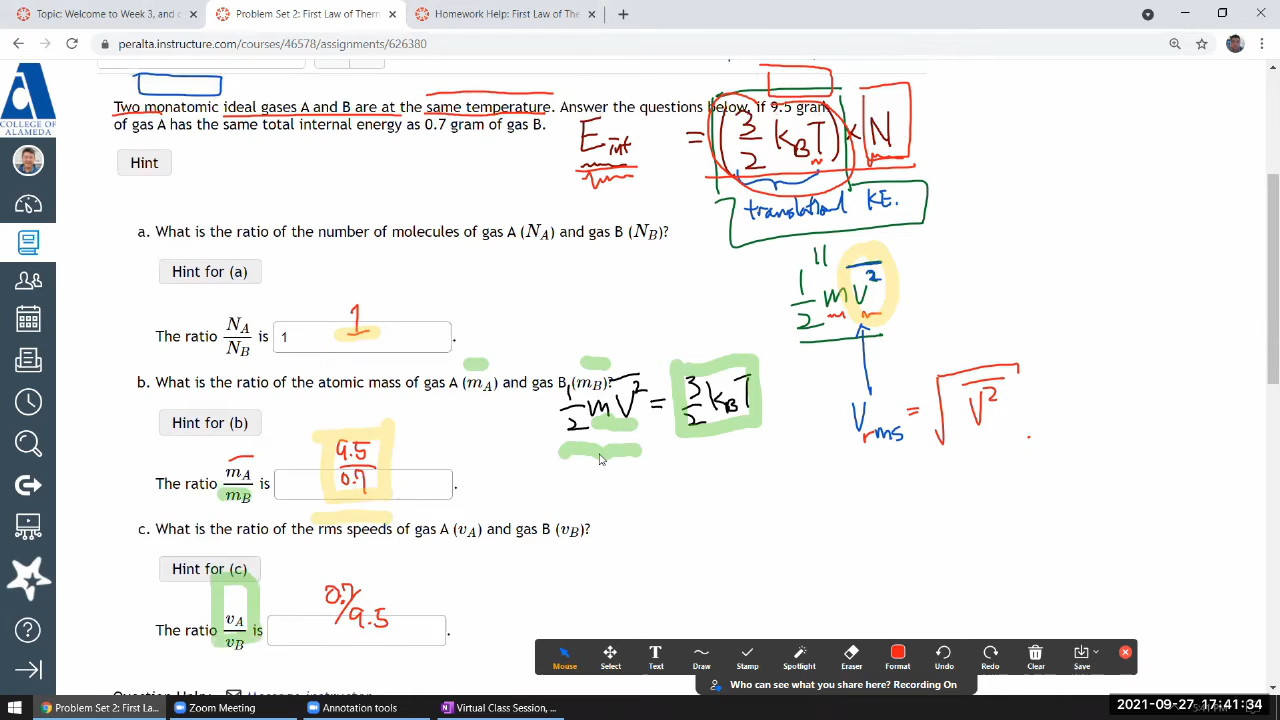 Topic: Welcome to Week 3, and c
Problem Set 2: First Law of Therm
Homework Help: First Law of The
peralta.instructure.com/courses/46578/assignments/626380
Two monatomic ideal gases A and B are at the same temperature. Answer the questions below, if 9.5 gram
of gas A has the same total internal energy as 0.7 gram of gas B.
COLLEGE OF
ALAMEDA
E int = (3/2 k_B T) × N
Hint
translational KE.
a. What is the ratio of the number of molecules of gas A (N_A) and gas B (N_B)?
Hint for (a)
"
1/2 m v̅²
1
The ratio N_A/N_B is 1 .
b. What is the ratio of the atomic mass of gas A (m_A) and gas B (m_B)?
1/2 m v̅² = 3/2 k_B T
V rms = √v̅²
Hint for (b)
9.5/0.7
The ratio m_A/m_B is .
c. What is the ratio of the rms speeds of gas A (v_A) and gas B (v_B)?
Hint for (c)
0.7/9.5
The ratio v_A/v_B is .
Mouse
Select
Text
Draw
Stamp
Spotlight
Eraser
Format
Undo
Redo
Clear
Save
Who can see what you share here? Recording On
Problem Set 2: First La...
Zoom Meeting
Annotation tools
Virtual Class Session, ...
2021-09-27 17:41:34